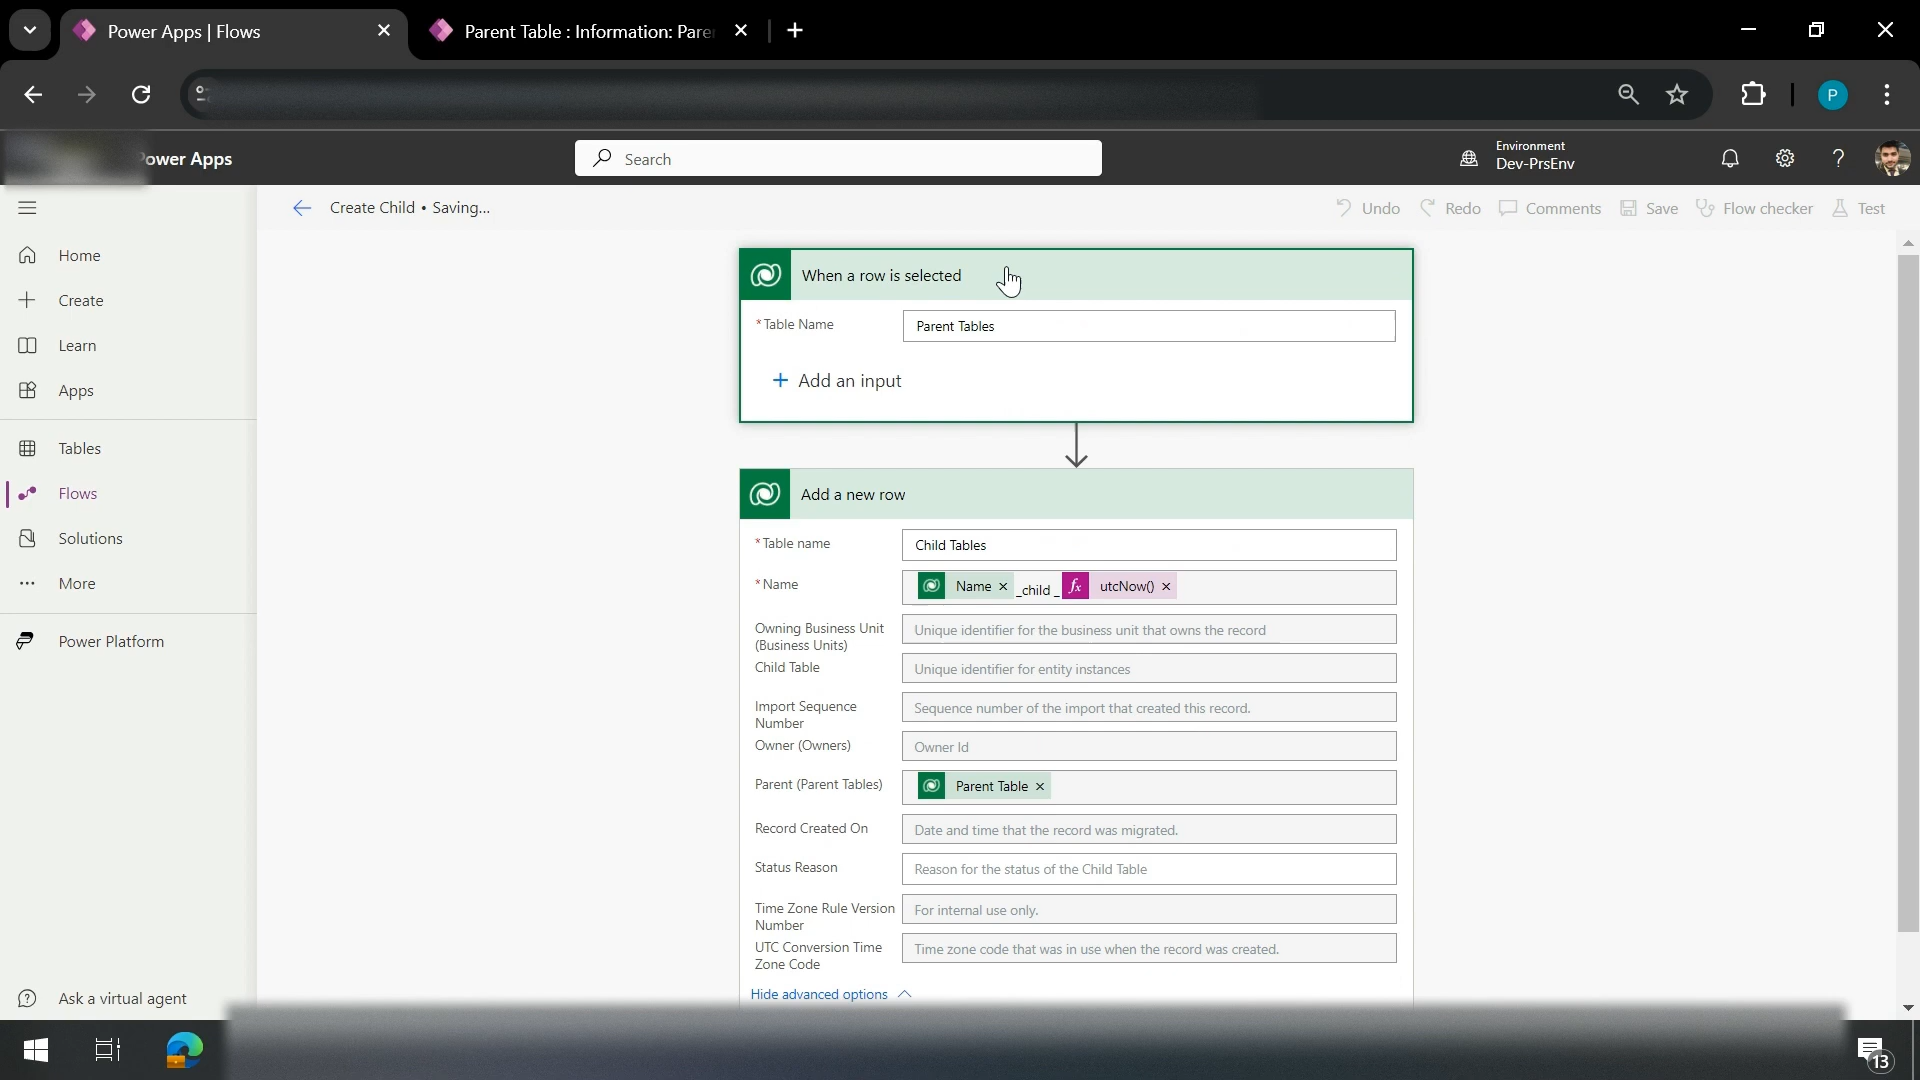 Power Apps | Flows
Parent Table : Information: Pare
P
Power Apps
Search
Environment
Dev-PrsEnv
Create Child • Saving...
Undo
Redo
Comments
Save
Flow checker
Test
Home
Create
Learn
Apps
Tables
Flows
Solutions
More
Power Platform
Ask a virtual agent
When a row is selected
*Table Name
Parent Tables
+ Add an input
Add a new row
*Table name
Child Tables
*Name
Name × _child _ fx utcNow() ×
Owning Business Unit
(Business Units)
Unique identifier for the business unit that owns the record
Child Table
Unique identifier for entity instances
Import Sequence
Number
Sequence number of the import that created this record.
Owner (Owners)
Owner Id
Parent (Parent Tables)
Parent Table ×
Record Created On
Date and time that the record was migrated.
Status Reason
Reason for the status of the Child Table
Time Zone Rule Version
Number
For internal use only.
UTC Conversion Time
Zone Code
Time zone code that was in use when the record was created.
Hide advanced options
13